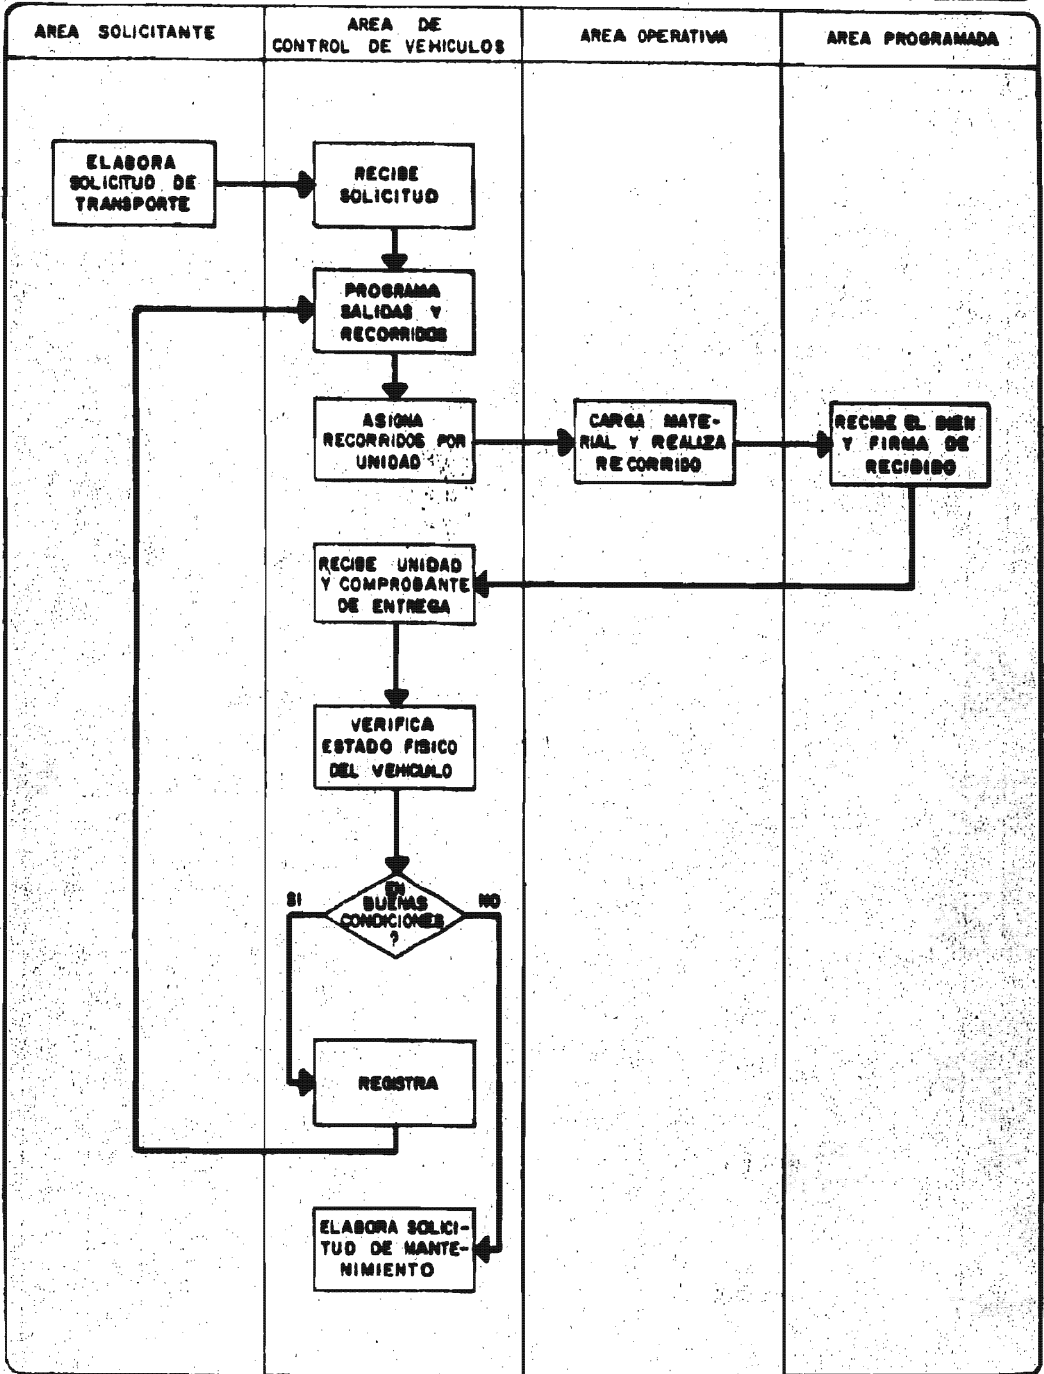 AREA SOLICITANTE
AREA DE
CONTROL DE VEHICULOS
AREA OPERATIVA
AREA PROGRAMADA
ELABORA
SOLICITUD DE
TRANSPORTE
RECIBE
SOLICITUD
PROGRAMA
SALIDAS Y
RECORRIDOS
ASIGNA
RECORRIDOS POR
UNIDAD
CARGA MATE-
RIAL Y REALIZA
RECORRIDO
RECIBE EL BIEN
Y FIRMA DE
RECIBIDO
RECIBE UNIDAD
Y COMPROBANTE
DE ENTREGA
VERIFICA
ESTADO FISICO
DEL VEHICULO
SI
EN
BUENAS
CONDICIONES
?
NO
REGISTRA
ELABORA SOLICI-
TUD DE MANTE-
NIMIENTO